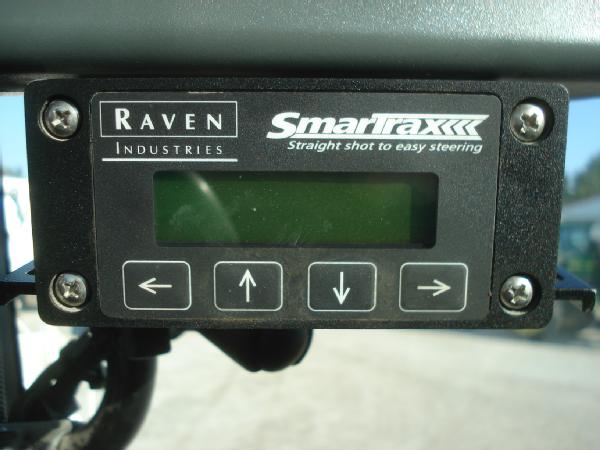 RAVEN
INDUSTRIES
SmarTrax
Straight shot to easy steering